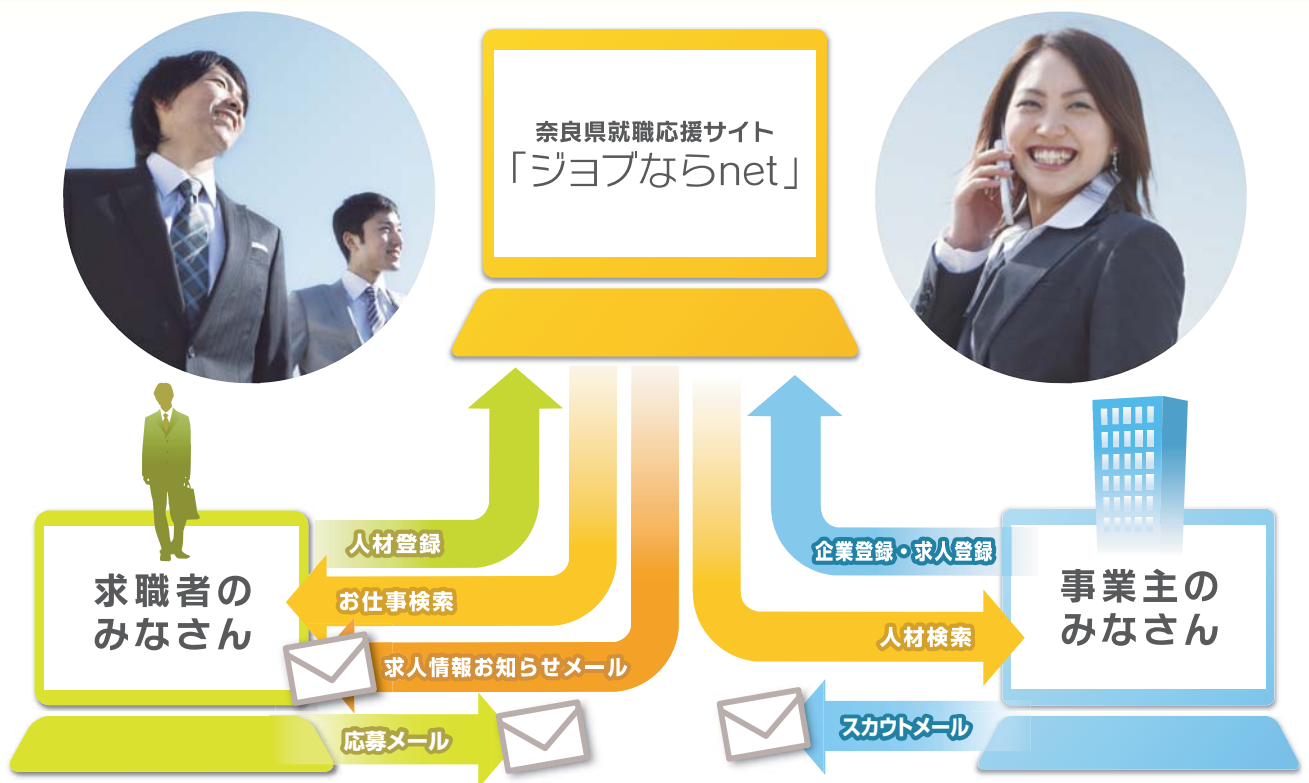 奈良県就職応援サイト
「ジョブならnet」
人材登録
お仕事検索
求人情報お知らせメール
応募メール
求職者の
みなさん
企業登録・求人登録
人材検索
スカウトメール
事業主の
みなさん